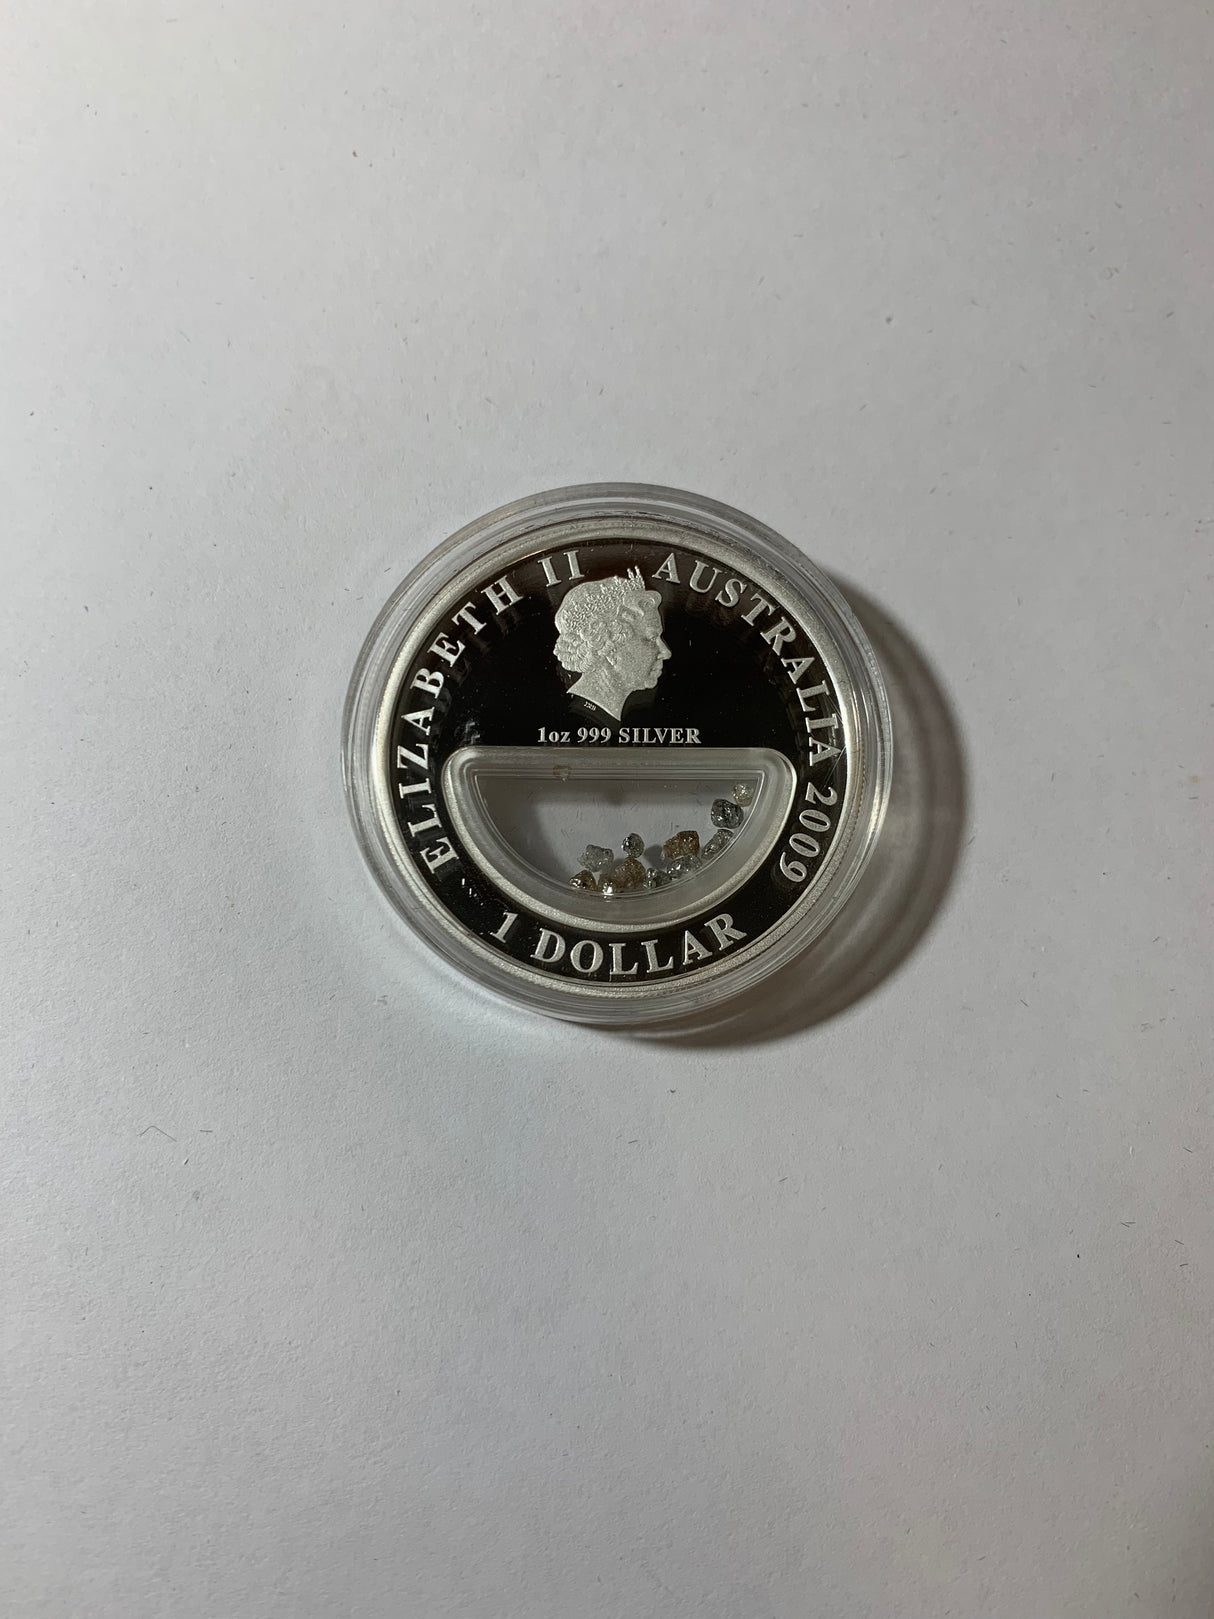 ELIZABETH II AUSTRALIA 2009
1oz 999 SILVER
1 DOLLAR